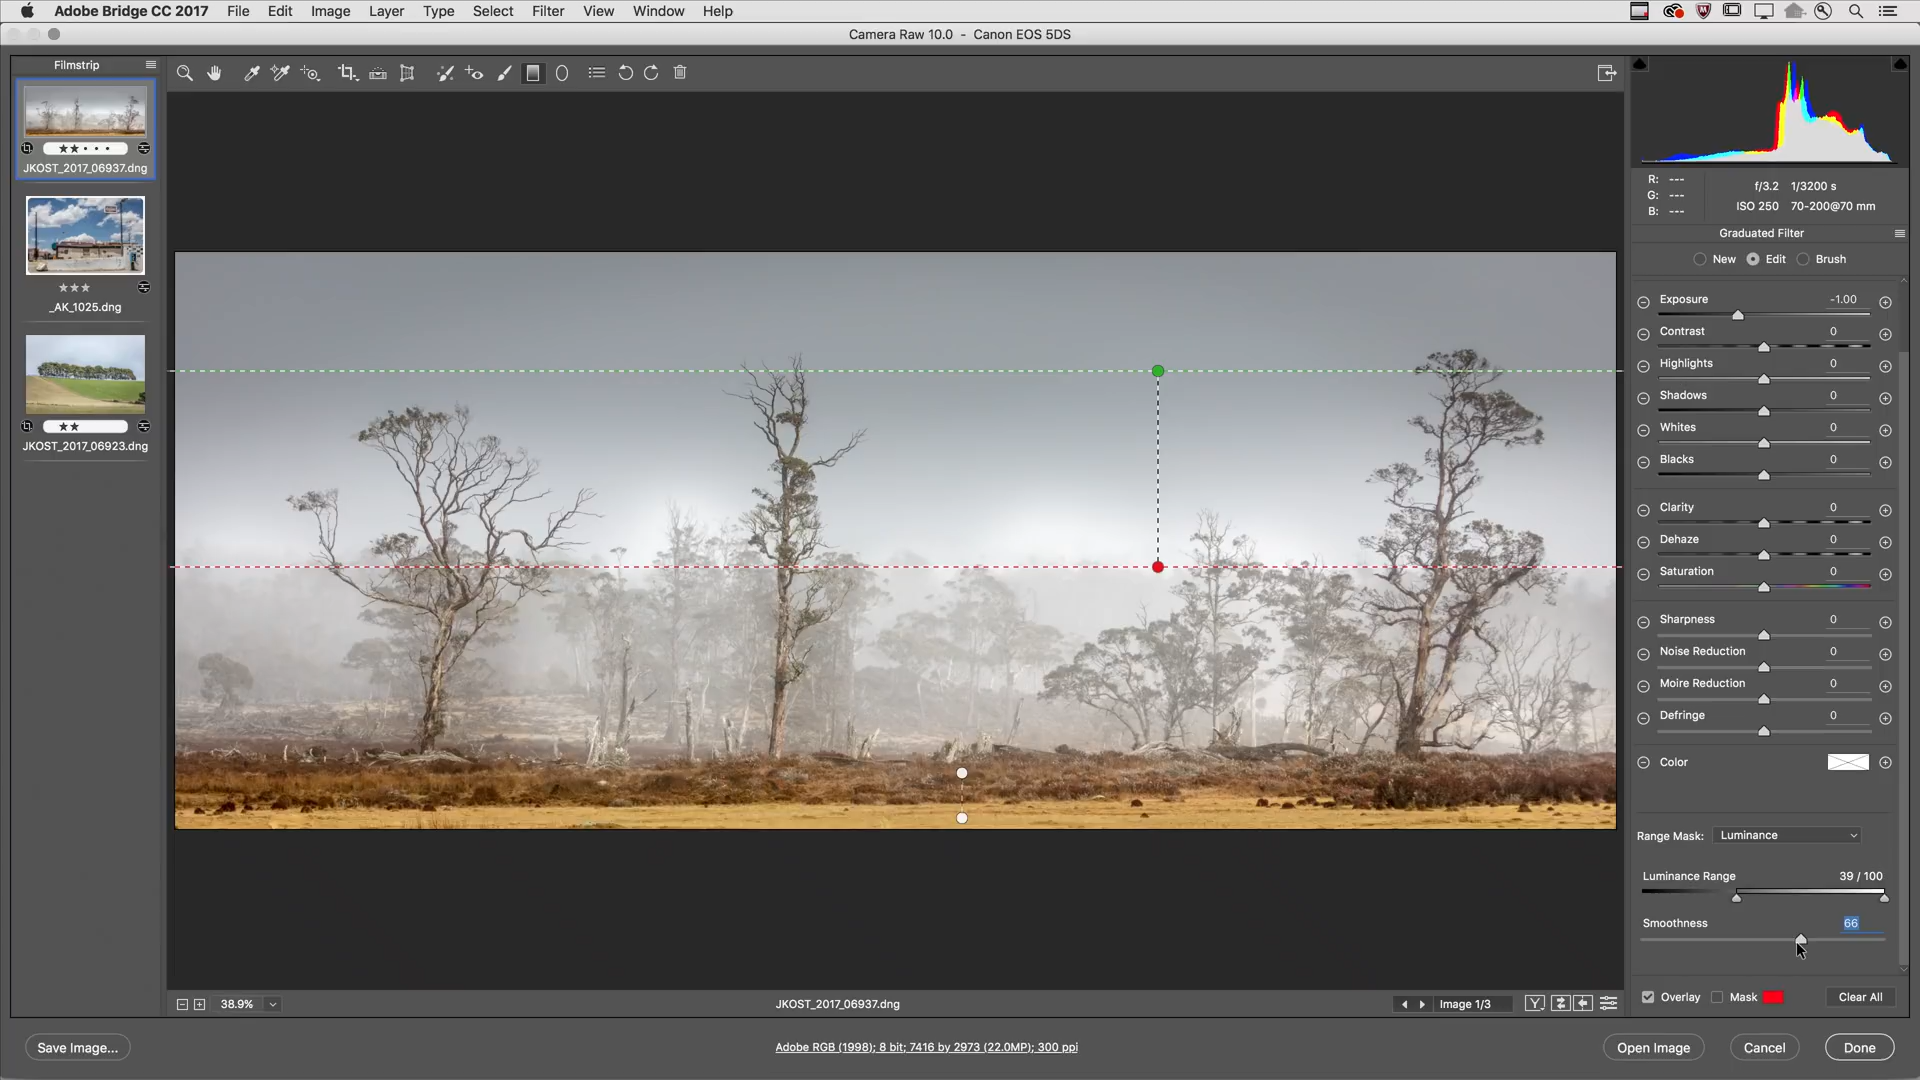 Adobe Bridge CC 2017 File Edit Image Layer Type Select Filter View Window Help
Camera Raw 10.0 - Canon EOS 5DS
Filmstrip
JKOST_2017_06937.dng
_AK_1025.dng
JKOST_2017_06923.dng
R: ---
G: ---
B: ---
f/3.2 1/3200 s
ISO 250 70-200@70 mm
Graduated Filter
New Edit Brush
Exposure -1.00
Contrast 0
Highlights 0
Shadows 0
Whites 0
Blacks 0
Clarity 0
Dehaze 0
Saturation 0
Sharpness 0
Noise Reduction 0
Moire Reduction 0
Defringe 0
Color
Range Mask: Luminance
Luminance Range 39 / 100
Smoothness 66
Overlay Mask Clear All
38.9% JKOST_2017_06937.dng Image 1/3 Y
Save Image... Adobe RGB (1998); 8 bit; 7416 by 2973 (22.0MP); 300 ppi Open Image Cancel Done